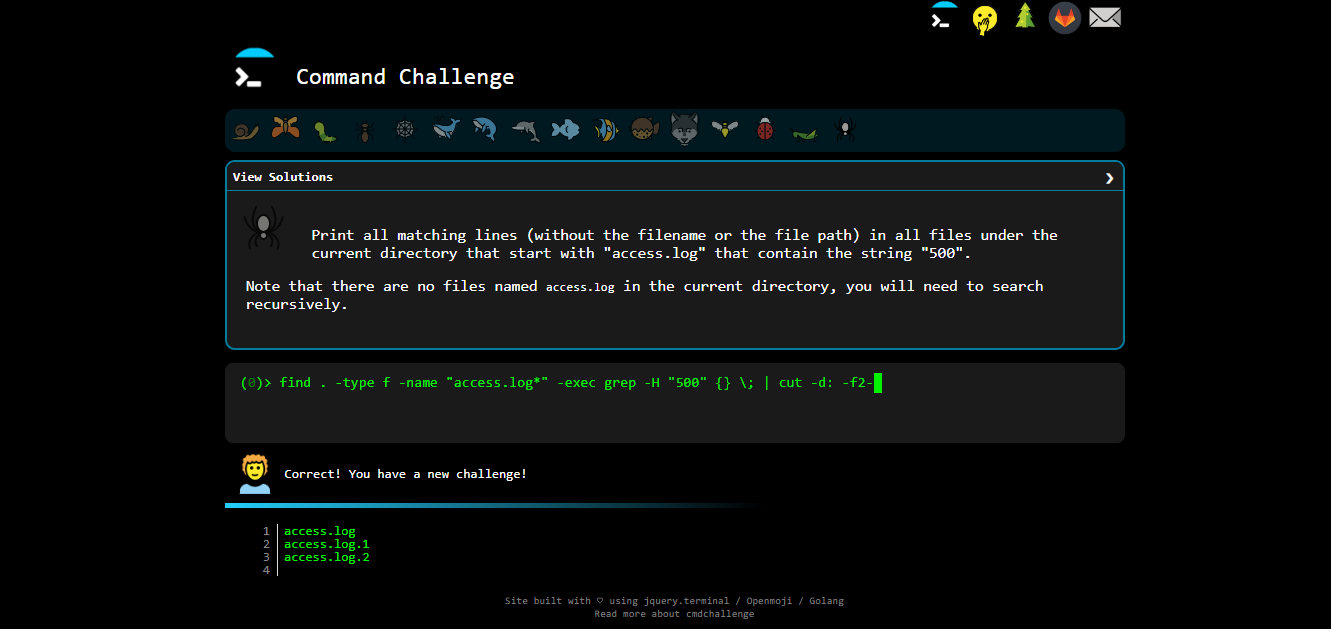 Command Challenge
View Solutions
Print all matching lines (without the filename or the file path) in all files under the
current directory that start with "access.log" that contain the string "500".
Note that there are no files named access.log in the current directory, you will need to search
recursively.
(0)> find . -type f -name "access.log*" -exec grep -H "500" {} \; | cut -d: -f2-
Correct! You have a new challenge!
1 access.log
2 access.log.1
3 access.log.2
4
Site built with ♡ using jquery.terminal / Openmoji / Golang
Read more about cmdchallenge